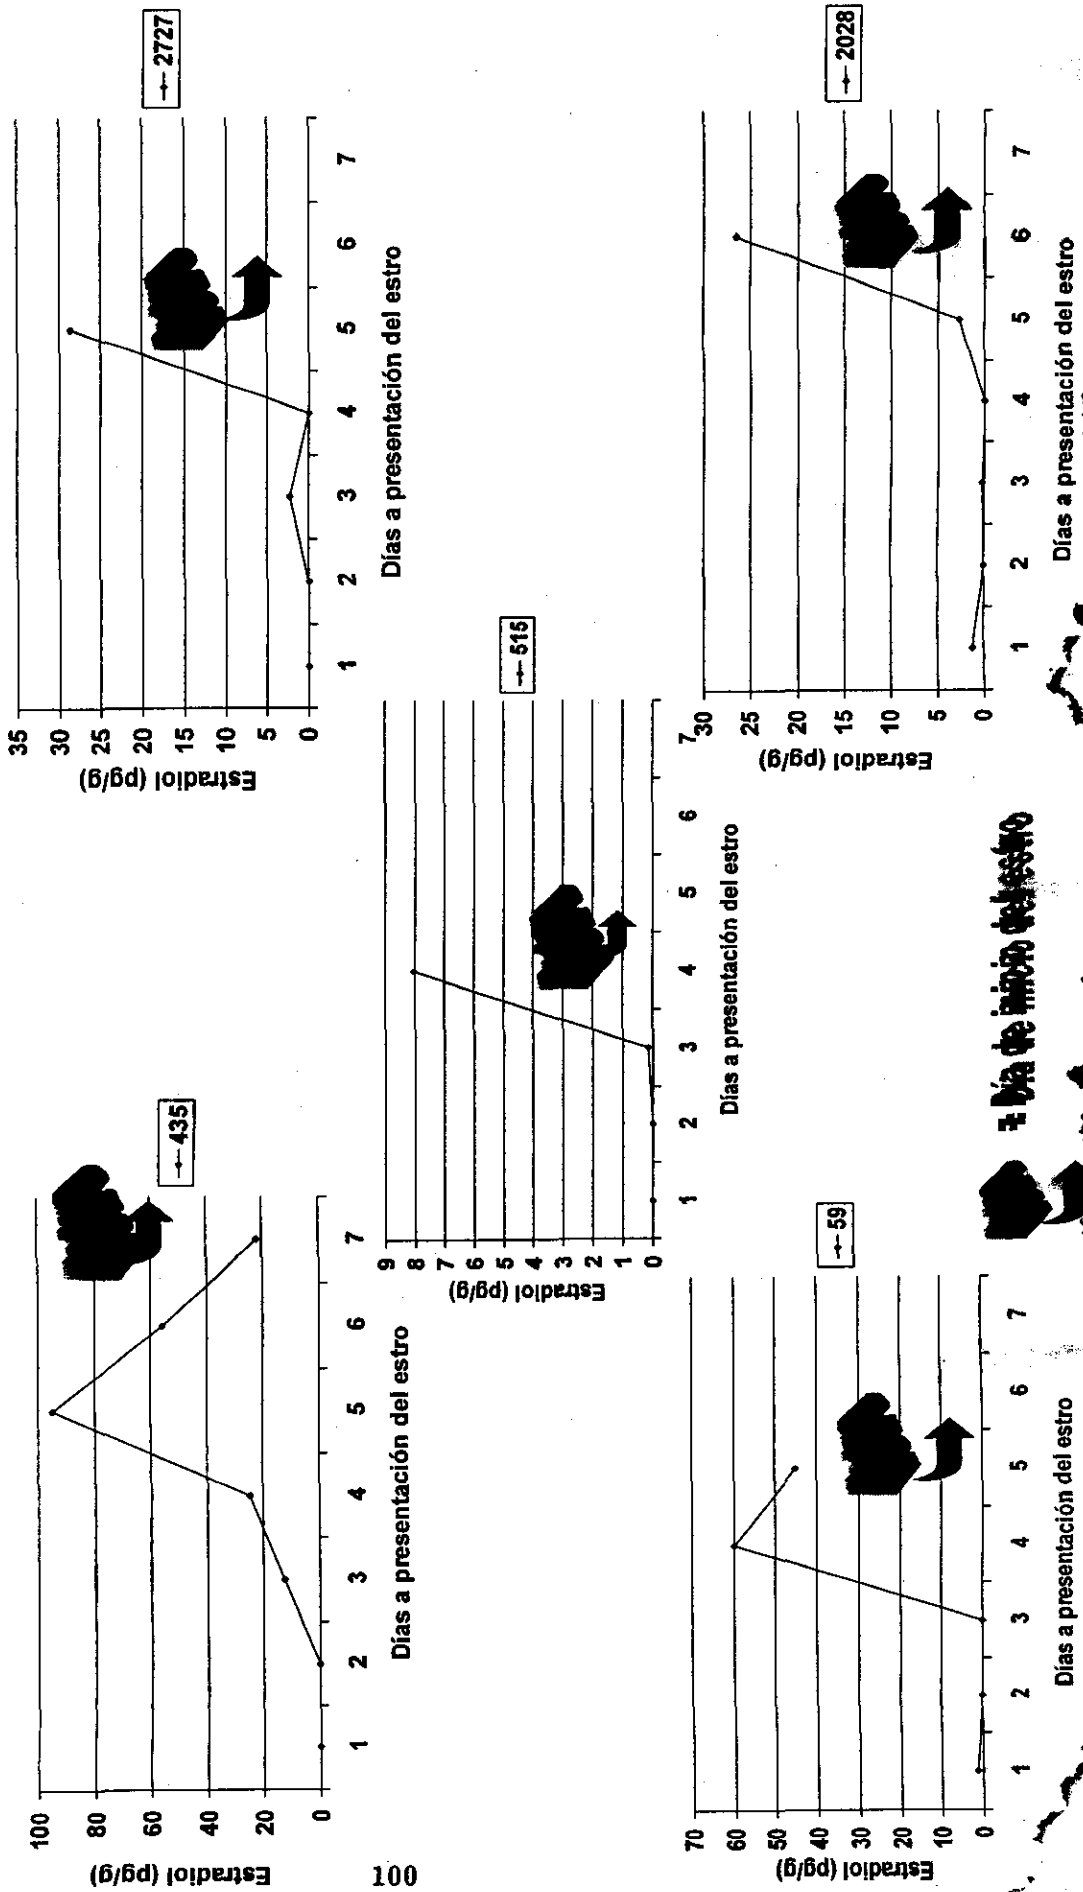 Estradiol (pg/g)
100
80
60
40
20
0
1 2 3 4 5 6 7
Días a presentación del estro
435
Estradiol (pg/g)
35
30
25
20
15
10
5
0
1 2 3 4 5 6 7
Días a presentación del estro
2727
Estradiol (pg/g)
9
8
7
6
5
4
3
2
1
0
1 2 3 4 5 6 7
Días a presentación del estro
515
Estradiol (pg/g)
70
60
50
40
30
20
10
0
1 2 3 4 5 6 7
Días a presentación del estro
59
Estradiol (pg/g)
30
25
20
15
10
5
0
1 2 3 4 5 6 7
Días a presentación del estro
2028
= Día de inicio del estro
100